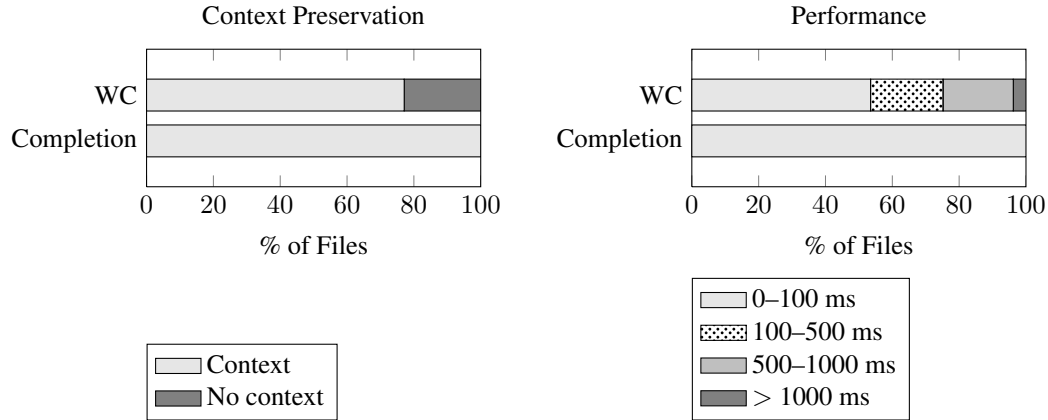 Context Preservation
WC
Completion
0 20 40 60 80 100
% of Files
Context
No context
Performance
WC
Completion
0 20 40 60 80 100
% of Files
0–100 ms
100–500 ms
500–1000 ms
> 1000 ms